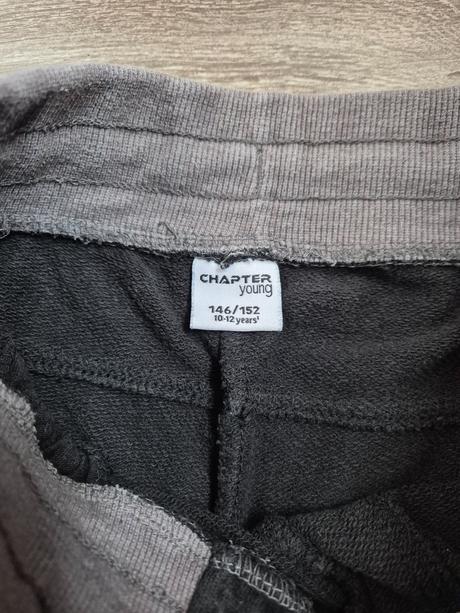 CHAPTER
young
146/152
10-12 years¹